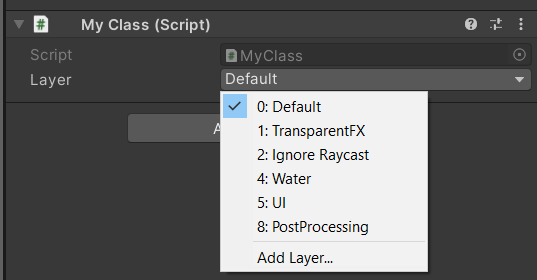 My Class (Script)
Script
MyClass
Layer
Default
0: Default
1: TransparentFX
2: Ignore Raycast
4: Water
5: UI
8: PostProcessing
Add Layer...
A